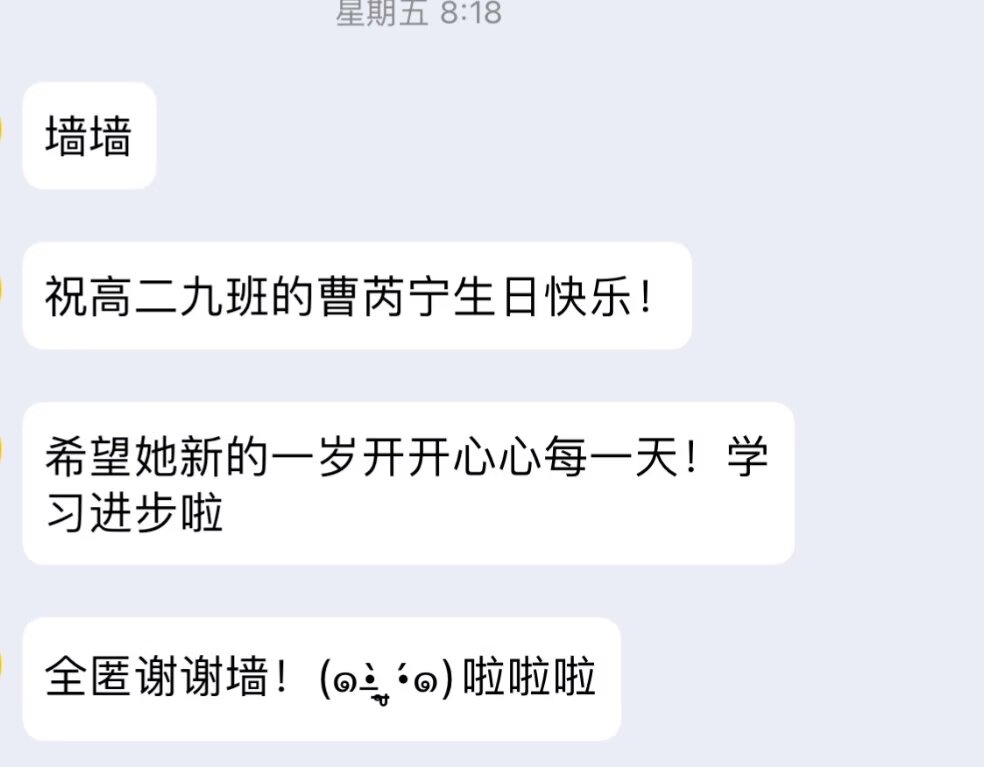 星期五 8:18
墙墙
祝高二九班的曹芮宁生日快乐！
希望她新的一岁开开心心每一天！学
习进步啦
全匿谢谢墙！(๑•̀ㅂ•́๑)啦啦啦